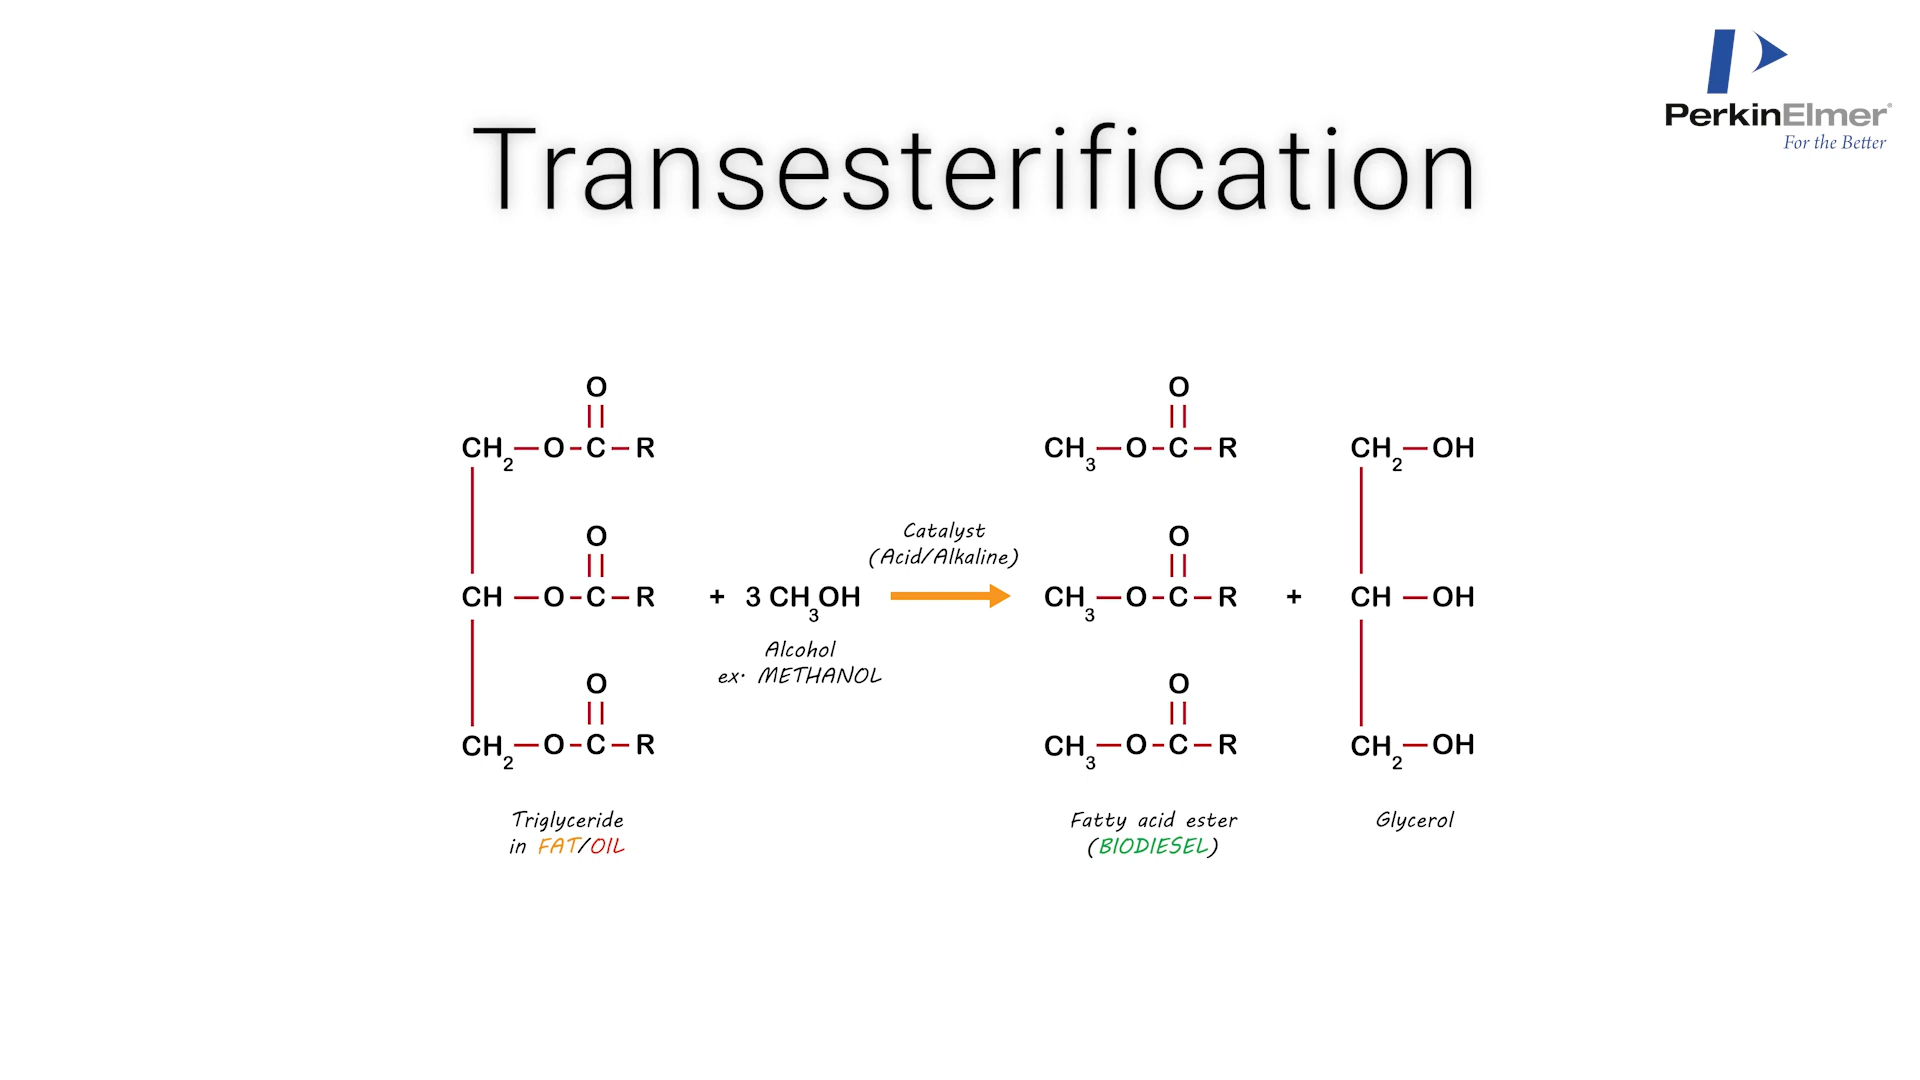 PerkinElmer®
For the Better
Transesterification
O O
CH2—O-C-R CH3—O-C-R CH2—OH
O Catalyst O
(Acid/Alkaline)
CH—O-C-R + 3 CH3OH CH3—O-C-R + CH—OH
Alcohol
ex. METHANOL
O O
CH2—O-C-R CH3—O-C-R CH2—OH
Triglyceride
in FAT/OIL
Fatty acid ester
(BIODIESEL)
Glycerol